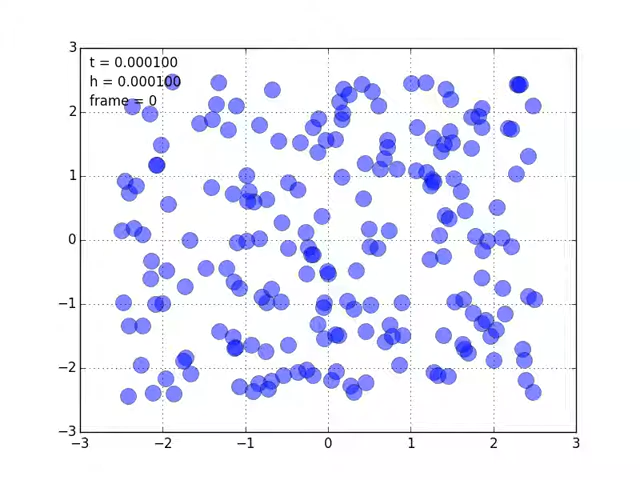 3
t = 0.000100
h = 0.000100
frame = 0
2
1
0
−1
−2
−3
−3 −2 −1 0 1 2 3